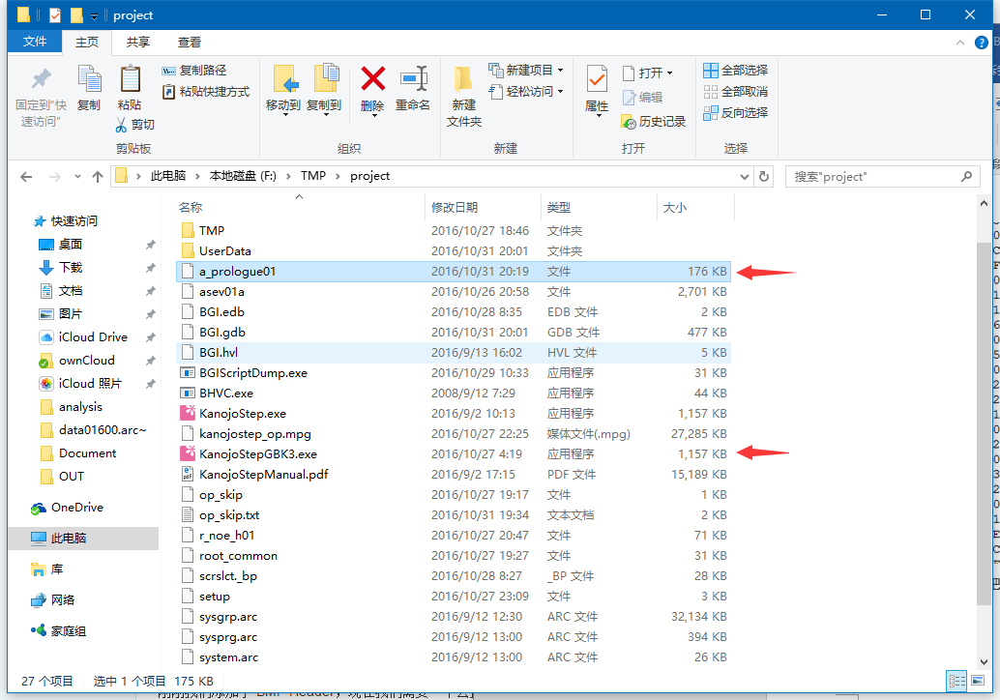 project
文件 主页 共享 查看
固定到"快速访问" 复制 粘贴 复制路径 粘贴快捷方式 剪切 移动到 复制到 删除 重命名 新建文件夹 新建项目 轻松访问 属性 打开 编辑 历史记录 全部选择 全部取消 反向选择
剪贴板 组织 新建 打开 选择
此电脑 本地磁盘 (F:) TMP project 搜索"project"
快速访问
桌面
下载
文档
图片
iCloud Drive
ownCloud
iCloud 照片
analysis
data01600.arc~
Document
OUT
OneDrive
此电脑
库
网络
家庭组
名称 修改日期 类型 大小
TMP 2016/10/27 18:46 文件夹
UserData 2016/10/31 20:01 文件夹
a_prologue01 2016/10/31 20:19 文件 176 KB
asev01a 2016/10/26 20:58 文件 2,701 KB
BGI.edb 2016/10/28 8:35 EDB 文件 2 KB
BGI.gdb 2016/10/31 20:01 GDB 文件 477 KB
BGI.hvl 2016/9/13 16:02 HVL 文件 5 KB
BGIScriptDump.exe 2016/10/29 10:33 应用程序 31 KB
BHVC.exe 2008/9/12 7:29 应用程序 44 KB
KanojoStep.exe 2016/9/2 10:13 应用程序 1,157 KB
kanojostep_op.mpg 2016/10/27 22:25 媒体文件(.mpg) 27,285 KB
KanojoStepGBK3.exe 2016/10/27 4:19 应用程序 1,157 KB
KanojoStepManual.pdf 2016/9/2 17:15 PDF 文件 15,189 KB
op_skip 2016/10/27 19:17 文件 1 KB
op_skip.txt 2016/10/31 19:34 文本文档 2 KB
r_noe_h01 2016/10/27 20:47 文件 71 KB
root_common 2016/10/27 19:27 文件 31 KB
scrslct._bp 2016/10/28 8:27 _BP 文件 28 KB
setup 2016/10/27 23:09 文件 3 KB
sysgrp.arc 2016/9/12 12:30 ARC 文件 32,134 KB
sysprg.arc 2016/9/12 13:00 ARC 文件 394 KB
system.arc 2016/9/12 13:00 ARC 文件 26 KB
27 个项目 选中 1 个项目 175 KB